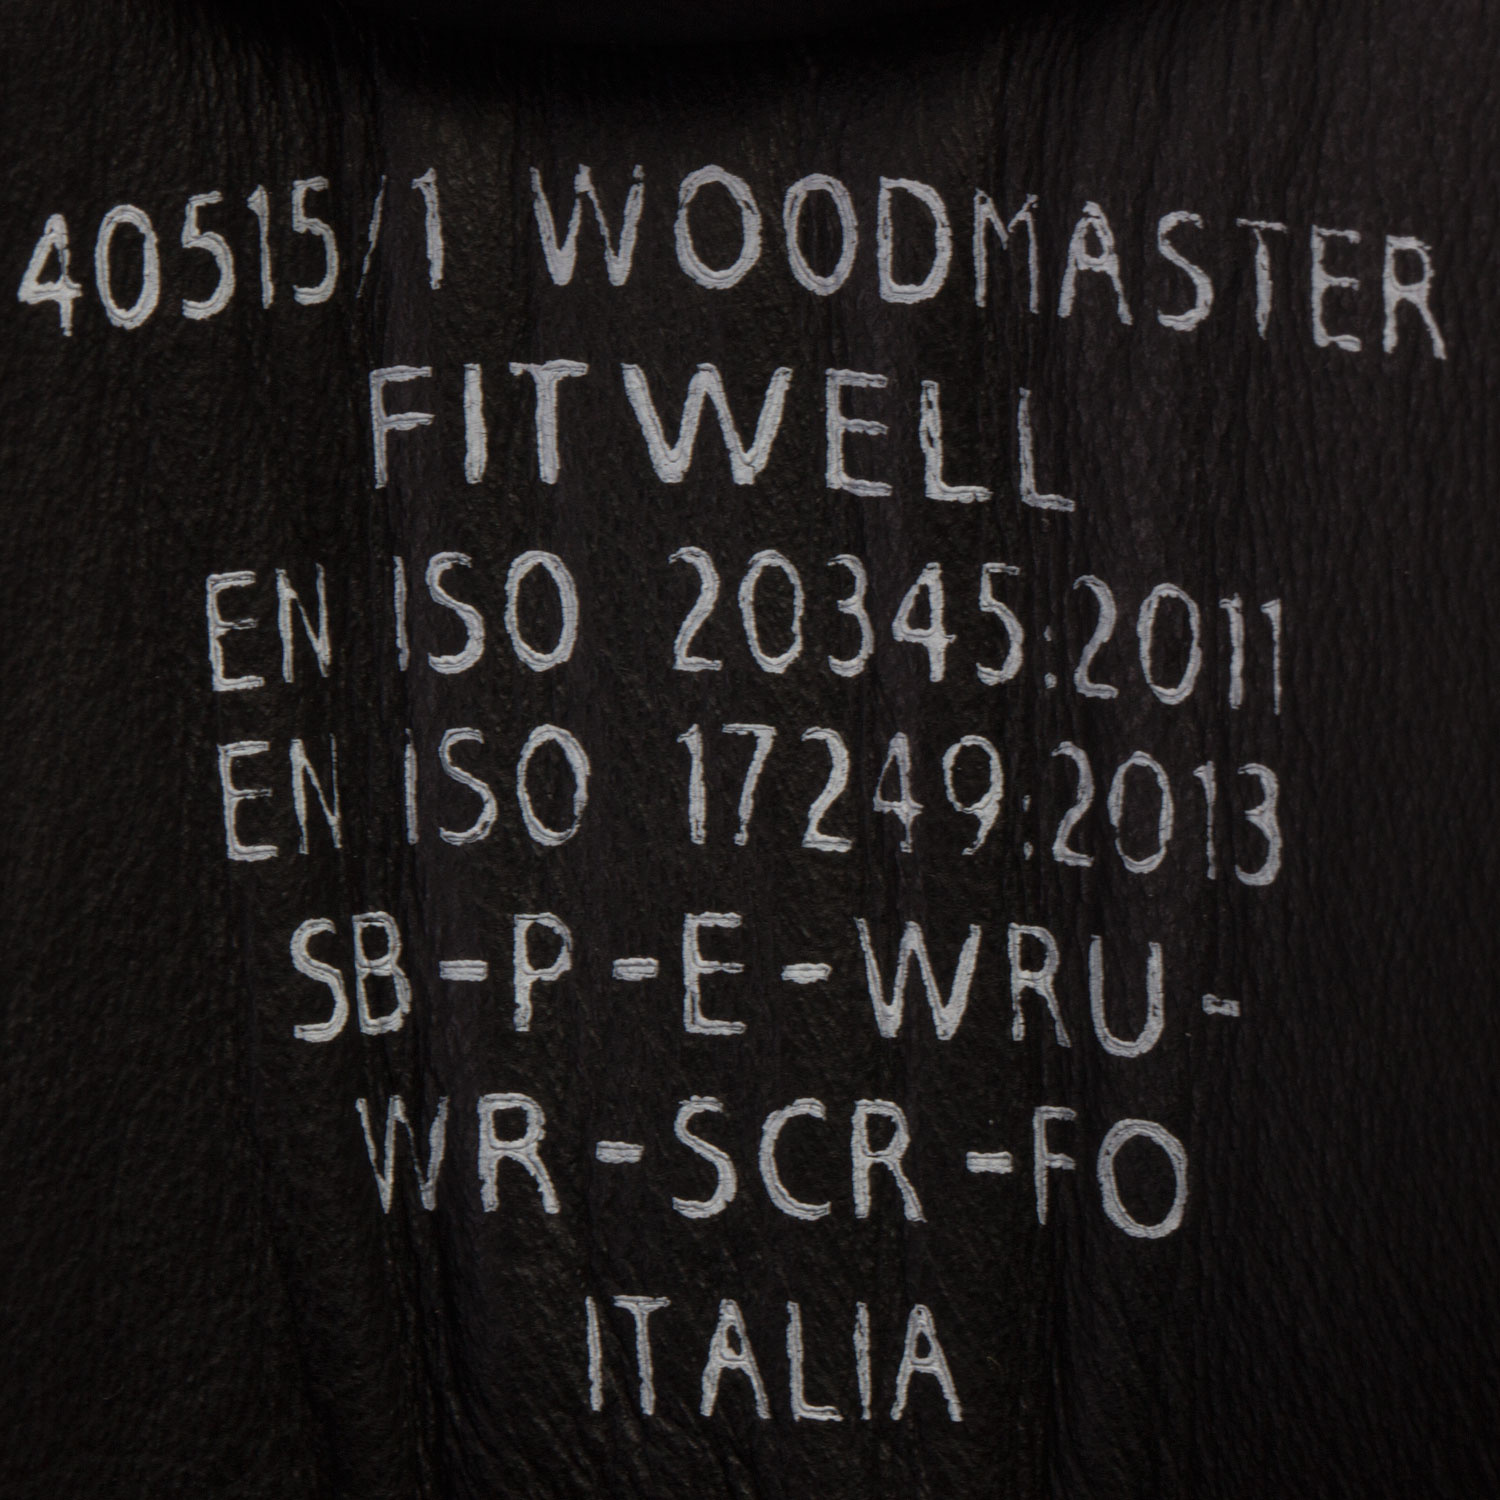 40515/1 WOODMASTER
FITWELL
EN ISO 20345:2011
EN ISO 17249:2013
SB-P-E-WRU-
WR-SCR-FO
ITALIA